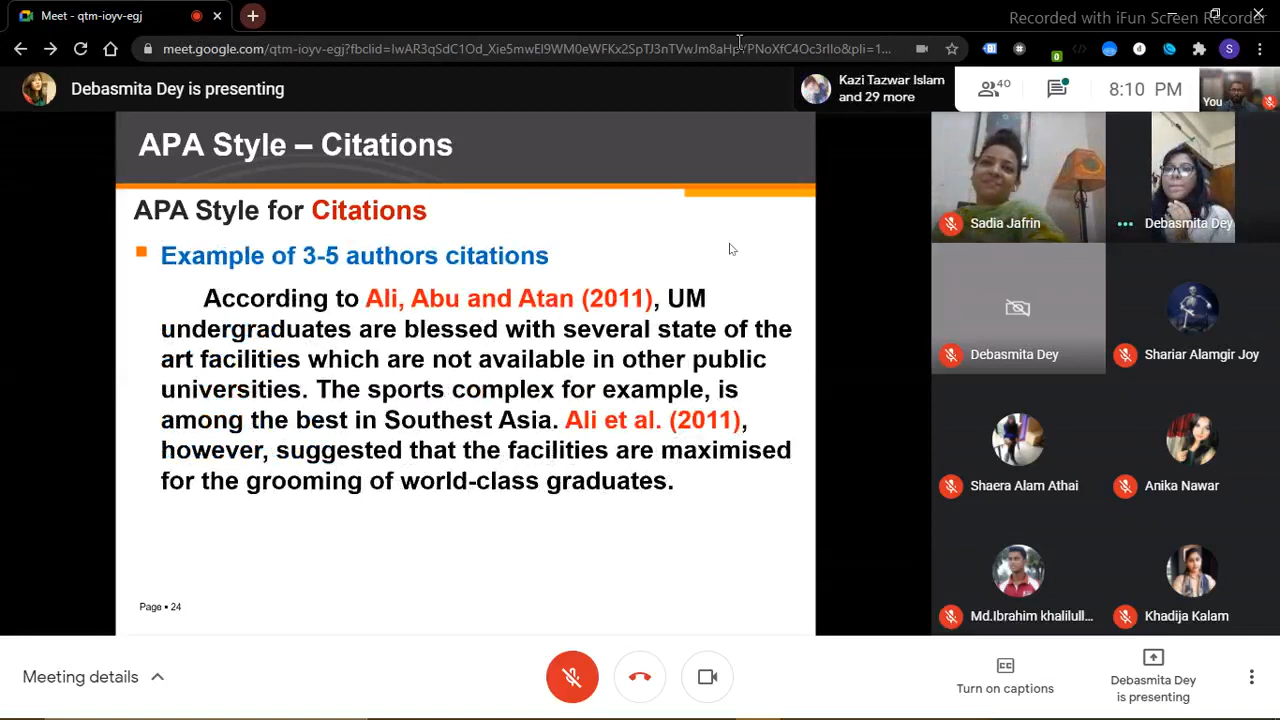 Meet - qtm-ioyv-egj
Recorded with iFun Screen Recorder
meet.google.com/qtm-ioyv-egj?fbclid=
S
Debasmita Dey is presenting
Kazi Tazwar Islam
and 29 more
40
8:10 PM
You
APA Style – Citations
APA Style for Citations
Example of 3-5 authors citations
According to Ali, Abu and Atan (2011), UM
undergraduates are blessed with several state of the
art facilities which are not available in other public
universities. The sports complex for example, is
among the best in Southest Asia. Ali et al. (2011),
however, suggested that the facilities are maximised
for the grooming of world-class graduates.
Page ▪ 24
Sadia Jafrin
Debasmita Dey
Debasmita Dey
Shariar Alamgir Joy
Shaera Alam Athai
Anika Nawar
Md.Ibrahim khalilull...
Khadija Kalam
Meeting details
Turn on captions
Debasmita Dey
is presenting